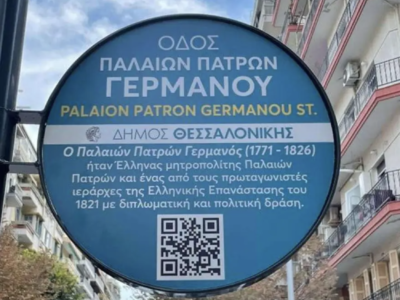 ΟΔΟΣ
ΠΑΛΑΙΩΝ ΠΑΤΡΩΝ
ΓΕΡΜΑΝΟΥ
PALAION PATRON GERMANOU ST.
ΔΗΜΟΣ ΘΕΣΣΑΛΟΝΙΚΗΣ
Ο Παλαιών Πατρών Γερμανός (1771 - 1826)
ήταν Έλληνας μητροπολίτης Παλαιών
Πατρών και ένας από τους πρωταγωνιστές
ιεράρχες της Ελληνικής Επανάστασης του
1821 με διπλωματική και πολιτική δράση.